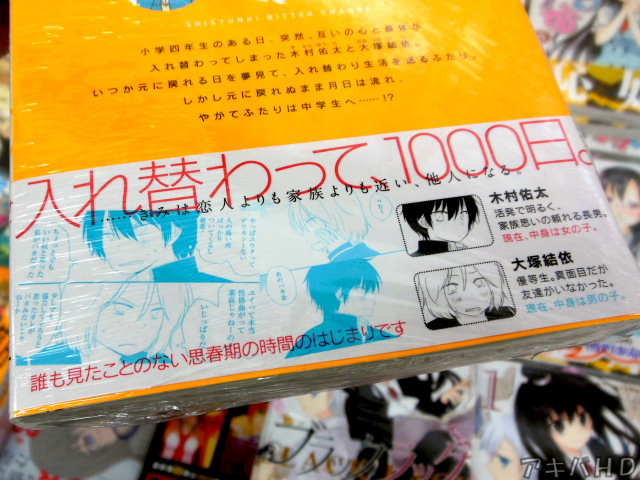 SHISHUNKI BITTER CHANGE
小学四年生のある日、突然、互いの心と身体が
入れ替わってしまった木村佑太と大塚結依。
いつか元に戻れる日を夢見て、入れ替わり生活を送るふたり。
しかし元に戻れぬまま月日は流れ、
やがてふたりは中学生へ……!?
入れ替わって、1000日。
……きみは恋人よりも家族よりも近い、他人になる。
木村佑太
活発で明るく、
家族思いの頼れる長男。
現在、中身は女の子。
大塚結依
優等生。真面目だが
友達がいなかった。
現在、中身は男の子。
誰も見たことのない思春期の時間のはじまりです
ブラック
1
アキバHD